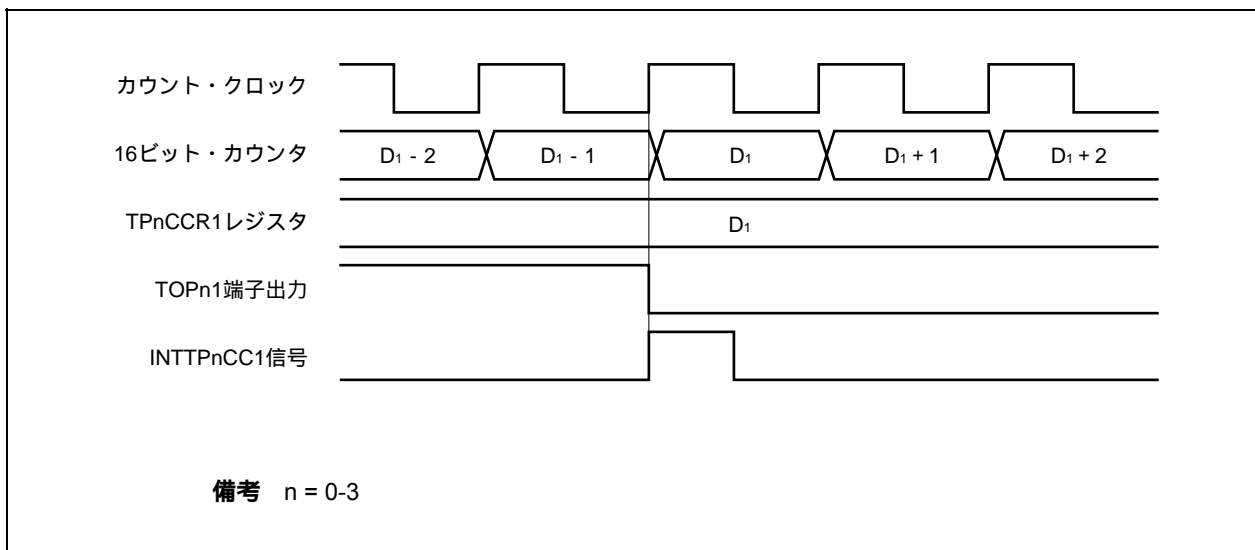 カウント・クロック
16ビット・カウンタ D₁ - 2 D₁ - 1 D₁ D₁ + 1 D₁ + 2
TPnCCR1レジスタ D₁
TOPn1端子出力
INTTPnCC1信号
備考 n = 0-3